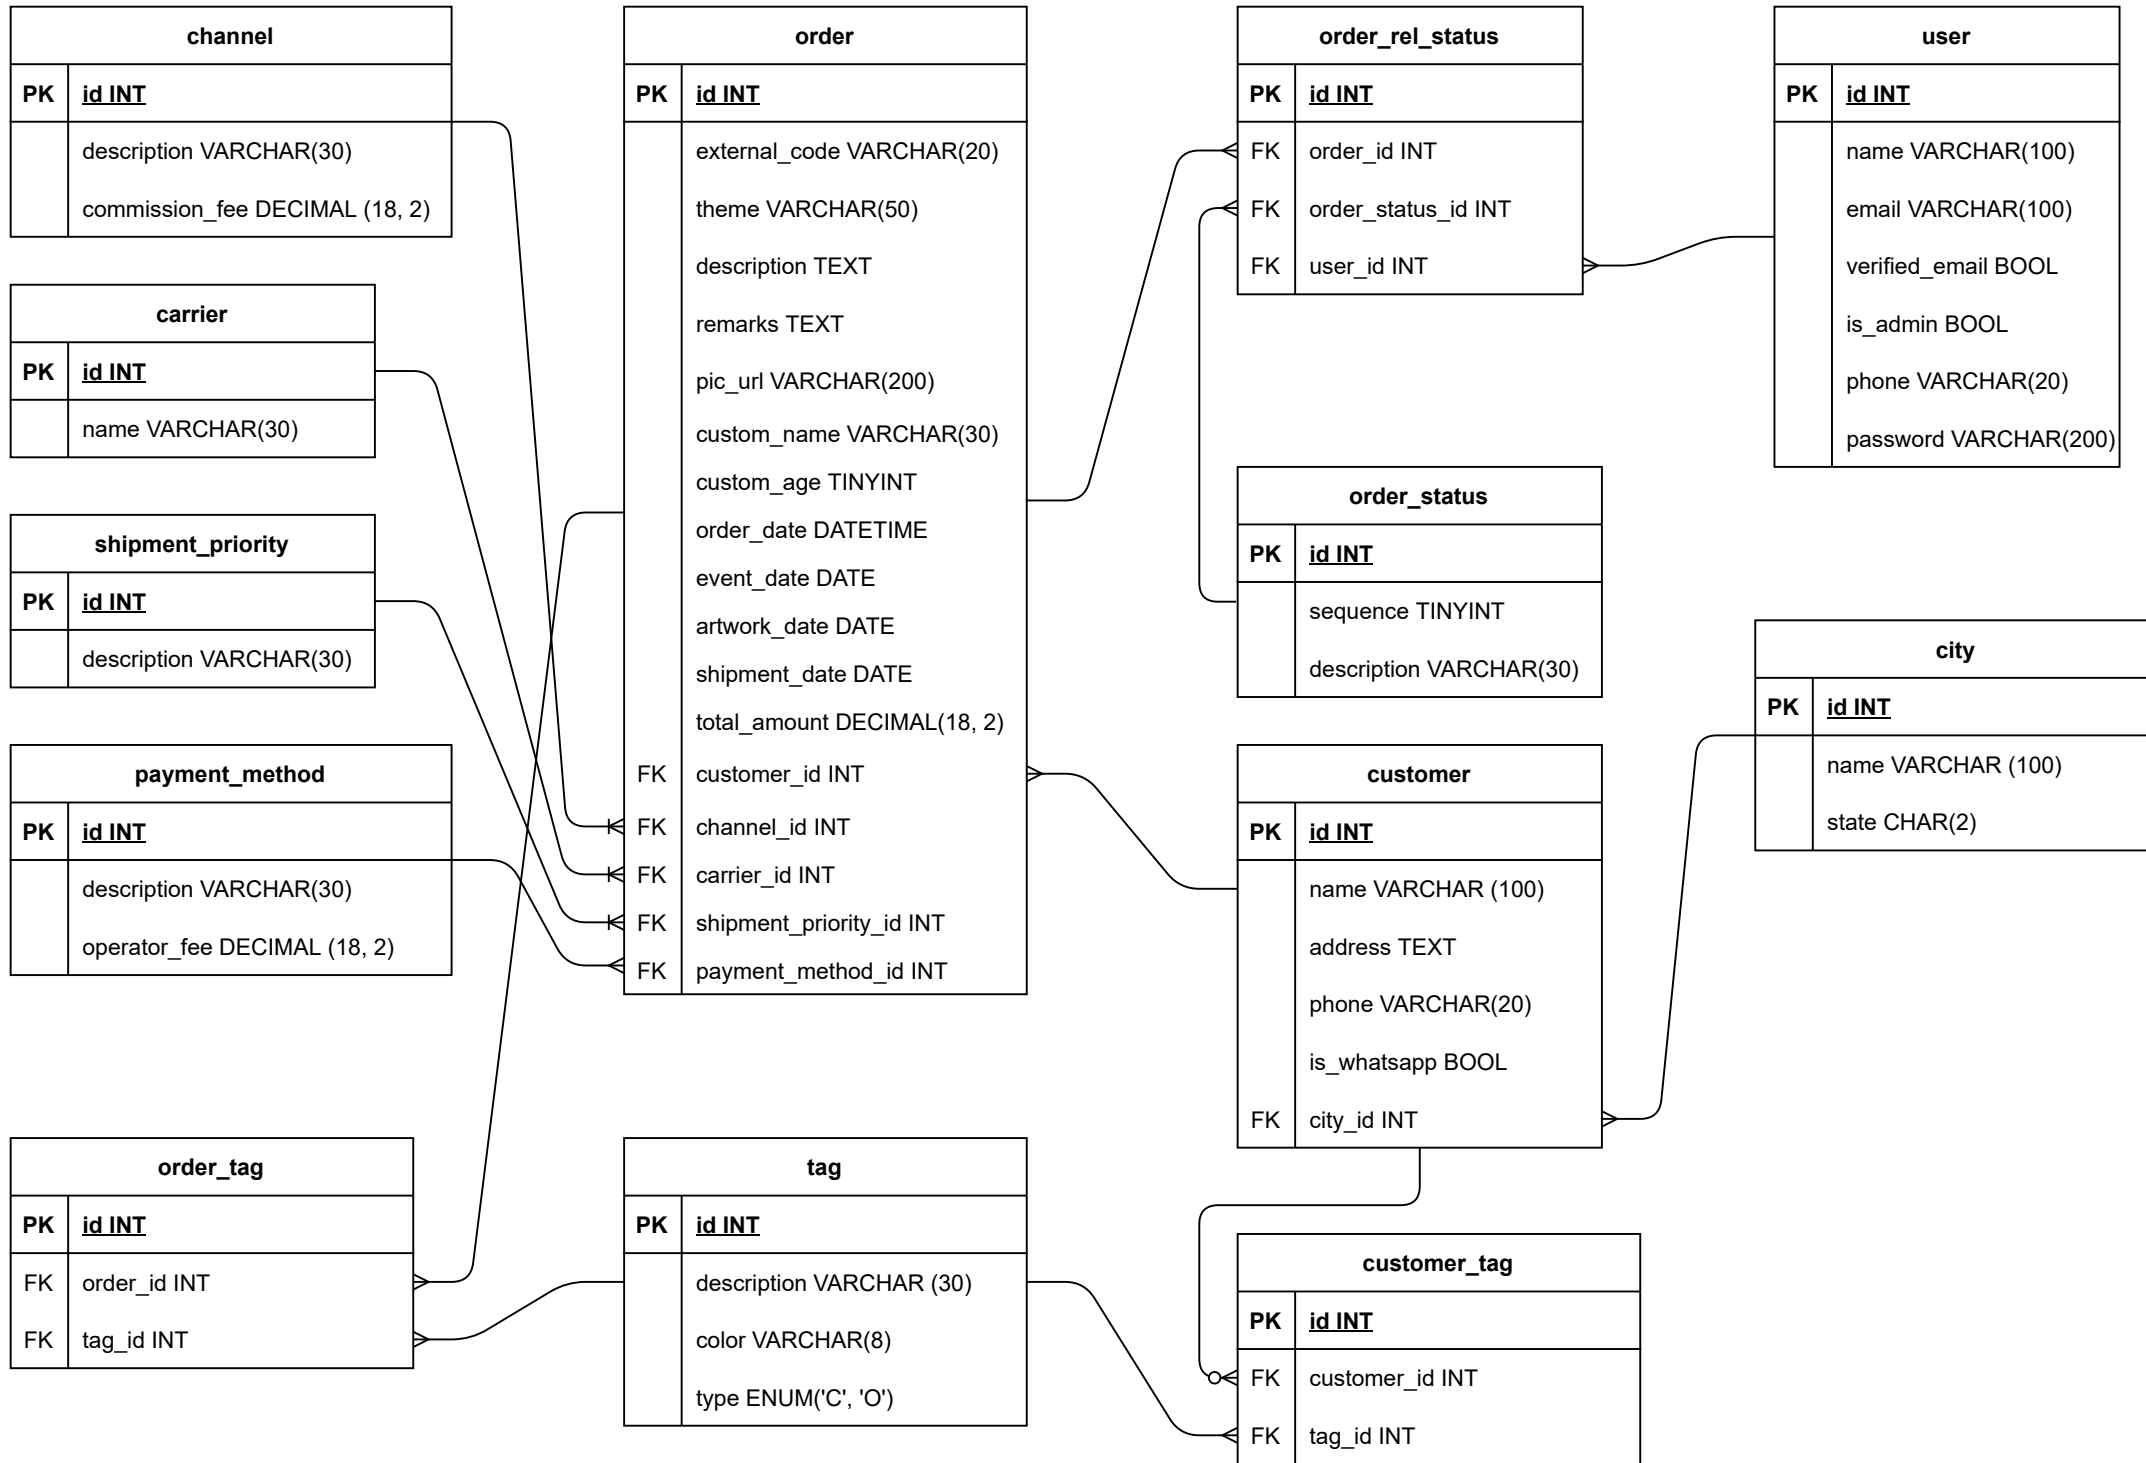 channel
PK id INT
description VARCHAR(30)
commission_fee DECIMAL (18, 2)
carrier
PK id INT
name VARCHAR(30)
shipment_priority
PK id INT
description VARCHAR(30)
payment_method
PK id INT
description VARCHAR(30)
operator_fee DECIMAL (18, 2)
order
PK id INT
external_code VARCHAR(20)
theme VARCHAR(50)
description TEXT
remarks TEXT
pic_url VARCHAR(200)
custom_name VARCHAR(30)
custom_age TINYINT
order_date DATETIME
event_date DATE
artwork_date DATE
shipment_date DATE
total_amount DECIMAL(18, 2)
FK customer_id INT
FK channel_id INT
FK carrier_id INT
FK shipment_priority_id INT
FK payment_method_id INT
order_rel_status
PK id INT
FK order_id INT
FK order_status_id INT
FK user_id INT
user
PK id INT
name VARCHAR(100)
email VARCHAR(100)
verified_email BOOL
is_admin BOOL
phone VARCHAR(20)
password VARCHAR(200)
order_status
PK id INT
sequence TINYINT
description VARCHAR(30)
city
PK id INT
name VARCHAR (100)
state CHAR(2)
customer
PK id INT
name VARCHAR (100)
address TEXT
phone VARCHAR(20)
is_whatsapp BOOL
FK city_id INT
order_tag
PK id INT
FK order_id INT
FK tag_id INT
tag
PK id INT
description VARCHAR (30)
color VARCHAR(8)
type ENUM('C', 'O')
customer_tag
PK id INT
FK customer_id INT
FK tag_id INT